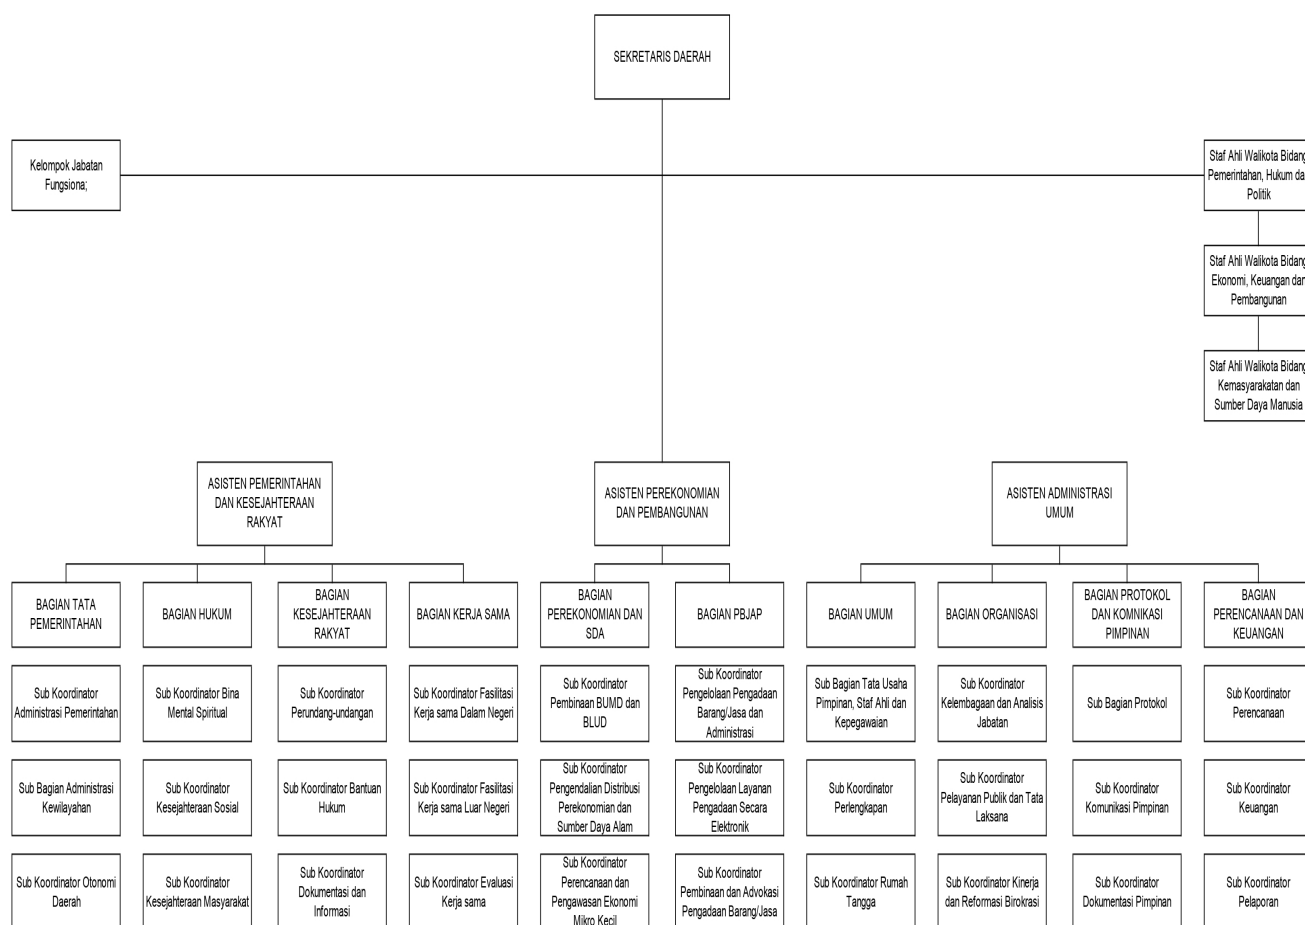 SEKRETARIS DAERAH
Kelompok Jabatan
Fungsiona;
Staf Ahli Walikota Bidang
Pemerintahan, Hukum da
Politik
Staf Ahli Walikota Bidang
Ekonomi, Keuangan dan
Pembangunan
Staf Ahli Walikota Bidang
Kemasyarakatan dan
Sumber Daya Manusia
ASISTEN PEMERINTAHAN
DAN KESEJAHTERAAN
RAKYAT
ASISTEN PEREKONOMIAN
DAN PEMBANGUNAN
ASISTEN ADMINISTRASI
UMUM
BAGIAN TATA
PEMERINTAHAN
BAGIAN HUKUM
BAGIAN
KESEJAHTERAAN
RAKYAT
BAGIAN KERJA SAMA
BAGIAN
PEREKONOMIAN DAN
SDA
BAGIAN PBJAP
BAGIAN UMUM
BAGIAN ORGANISASI
BAGIAN PROTOKOL
DAN KOMNIKASI
PIMPINAN
BAGIAN
PERENCANAAN DAN
KEUANGAN
Sub Koordinator
Administrasi Pemerintahan
Sub Koordinator Bina
Mental Spiritual
Sub Koordinator
Perundang-undangan
Sub Koordinator Fasilitasi
Kerja sama Dalam Negeri
Sub Koordinator
Pembinaan BUMD dan
BLUD
Sub Koordinator
Pengelolaan Pengadaan
Barang/Jasa dan
Administrasi
Sub Bagian Tata Usaha
Pimpinan, Staf Ahli dan
Kepegawaian
Sub Koordinator
Kelembagaan dan Analisis
Jabatan
Sub Bagian Protokol
Sub Koordinator
Perencanaan
Sub Bagian Administrasi
Kewilayahan
Sub Koordinator
Kesejahteraan Sosial
Sub Koordinator Bantuan
Hukum
Sub Koordinator Fasilitasi
Kerja sama Luar Negeri
Sub Koordinator
Pengendalian Distribusi
Perekonomian dan
Sumber Daya Alam
Sub Koordinator
Pengelolaan Layanan
Pengadaan Secara
Elektronik
Sub Koordinator
Perlengkapan
Sub Koordinator
Pelayanan Publik dan Tata
Laksana
Sub Koordinator
Komunikasi Pimpinan
Sub Koordinator
Keuangan
Sub Koordinator Otonomi
Daerah
Sub Koordinator
Kesejahteraan Masyarakat
Sub Koordinator
Dokumentasi dan
Informasi
Sub Koordinator Evaluasi
Kerja sama
Sub Koordinator
Perencanaan dan
Pengawasan Ekonomi
Mikro Kecil
Sub Koordinator
Pembinaan dan Advokasi
Pengadaan Barang/Jasa
Sub Koordinator Rumah
Tangga
Sub Koordinator Kinerja
dan Reformasi Birokrasi
Sub Koordinator
Dokumentasi Pimpinan
Sub Koordinator
Pelaporan